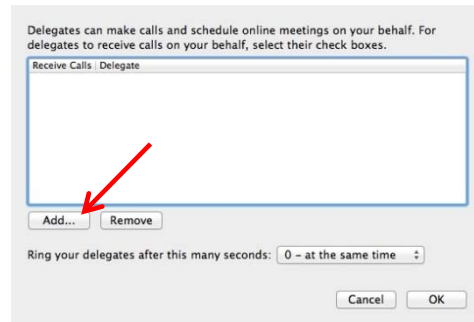 Delegates can make calls and schedule online meetings on your behalf. For
delegates to receive calls on your behalf, select their check boxes.
Receive Calls Delegate
Add... Remove
Ring your delegates after this many seconds: 0 – at the same time
Cancel OK